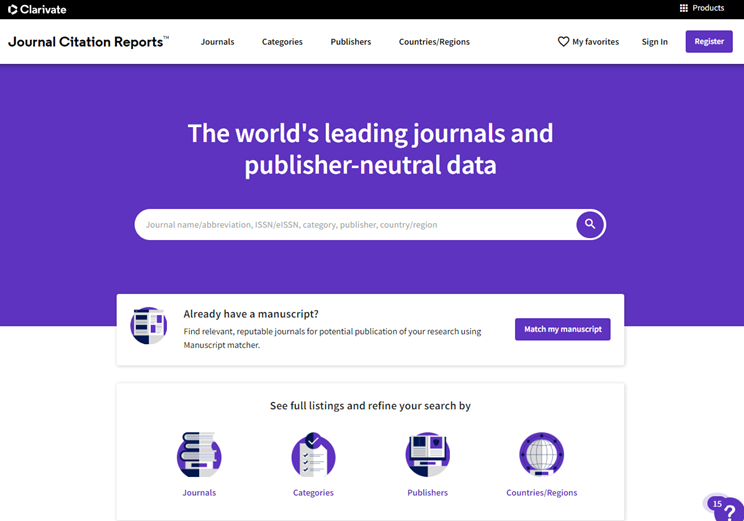 Clarivate
Products
Journal Citation Reports™
Journals
Categories
Publishers
Countries/Regions
My favorites
Sign In
Register
The world's leading journals and
publisher-neutral data
Journal name/abbreviation, ISSN/eISSN, category, publisher, country/region
Already have a manuscript?
Find relevant, reputable journals for potential publication of your research using
Manuscript matcher.
Match my manuscript
See full listings and refine your search by
Journals
Categories
Publishers
Countries/Regions
15
?